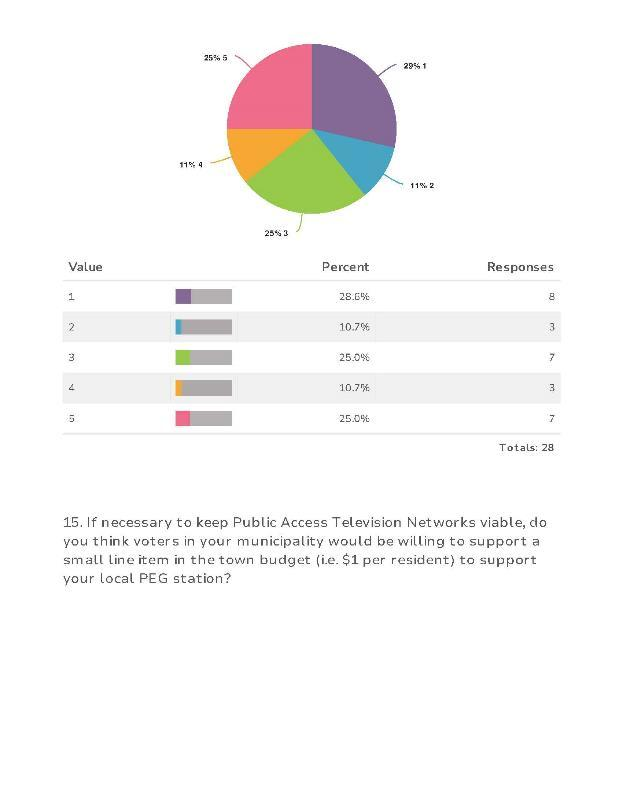 25% 5
29% 1
11% 4
11% 2
25% 3
Value Percent Responses
1 28.6% 8
2 10.7% 3
3 25.0% 7
4 10.7% 3
5 25.0% 7
Totals: 28
15. If necessary to keep Public Access Television Networks viable, do
you think voters in your municipality would be willing to support a
small line item in the town budget (i.e. $1 per resident) to support
your local PEG station?